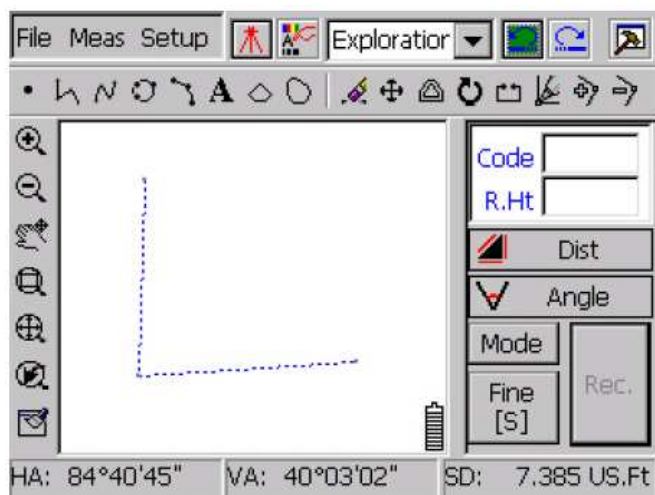 File Meas Setup Exploration
A
Code
R.Ht
Dist
Angle
Mode
Fine
[S]
Rec.
HA: 84°40'45" VA: 40°03'02" SD: 7.385 US.Ft